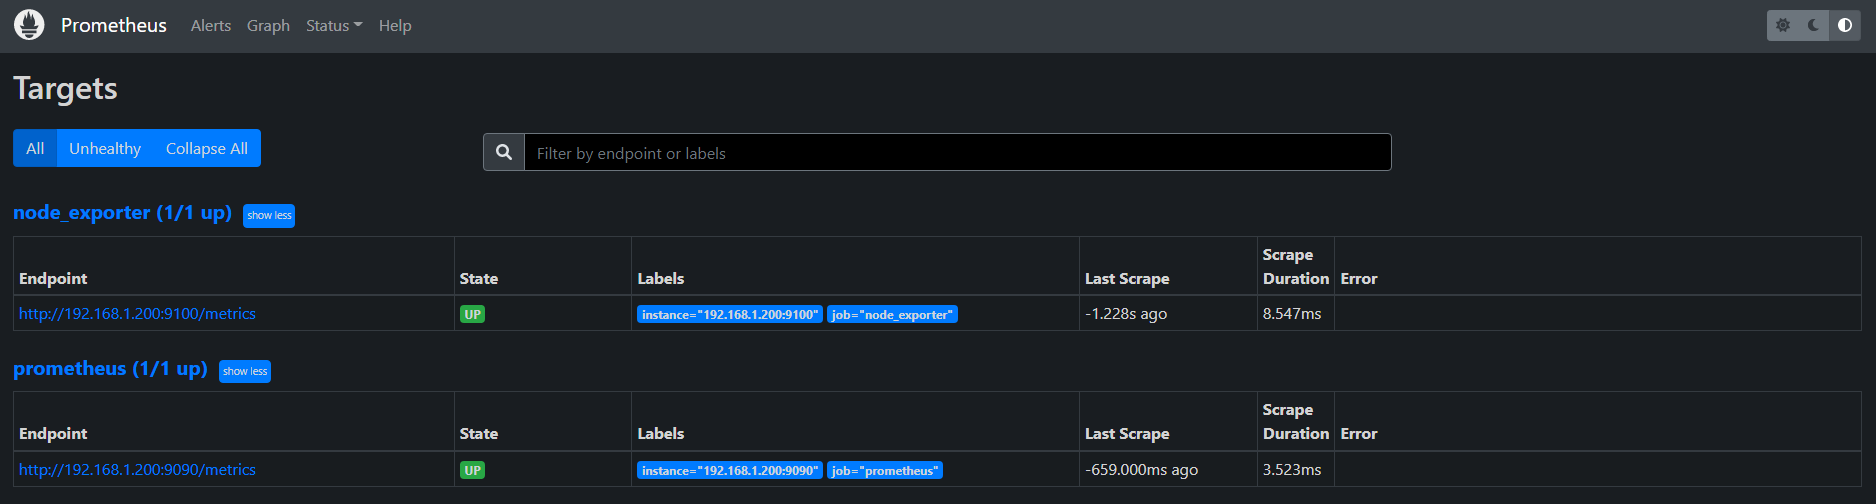 Prometheus Alerts Graph Status Help
Targets
All Unhealthy Collapse All
Filter by endpoint or labels
node_exporter (1/1 up) show less
Endpoint State Labels Last Scrape Scrape Duration Error
http://192.168.1.200:9100/metrics UP instance="192.168.1.200:9100" job="node_exporter" -1.228s ago 8.547ms
prometheus (1/1 up) show less
Endpoint State Labels Last Scrape Scrape Duration Error
http://192.168.1.200:9090/metrics UP instance="192.168.1.200:9090" job="prometheus" -659.000ms ago 3.523ms